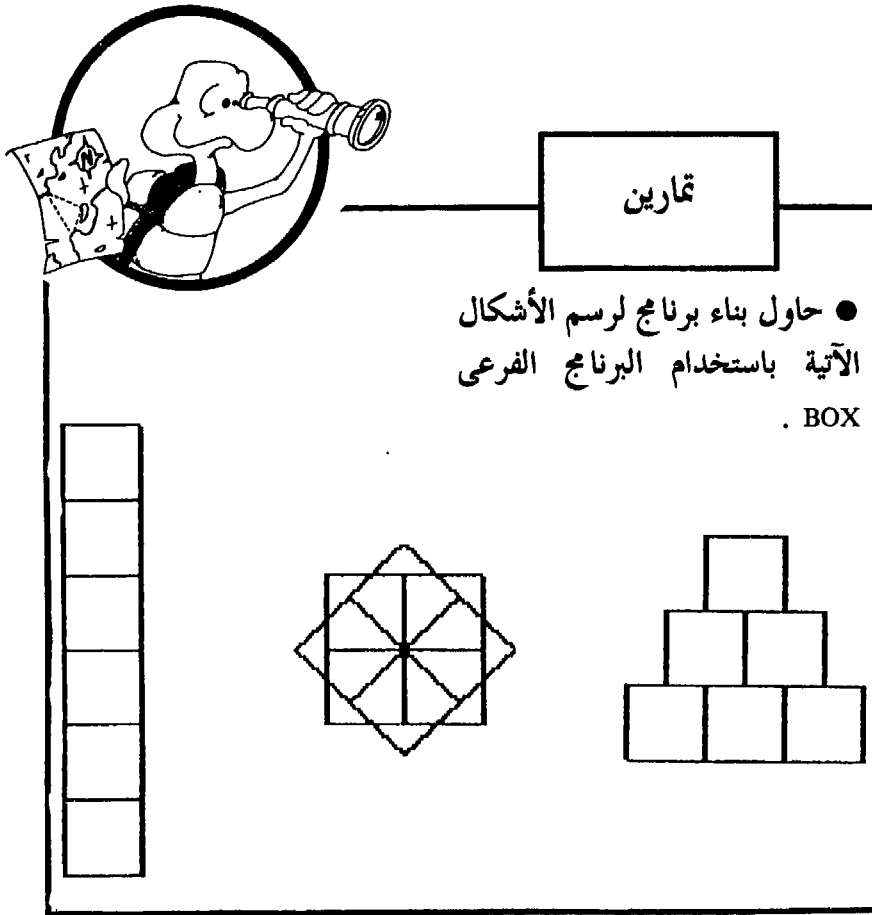 تمارين
● حاول بناء برنامج لرسم الأشكال
الآتية باستخدام البرنامج الفرعى
BOX .
N